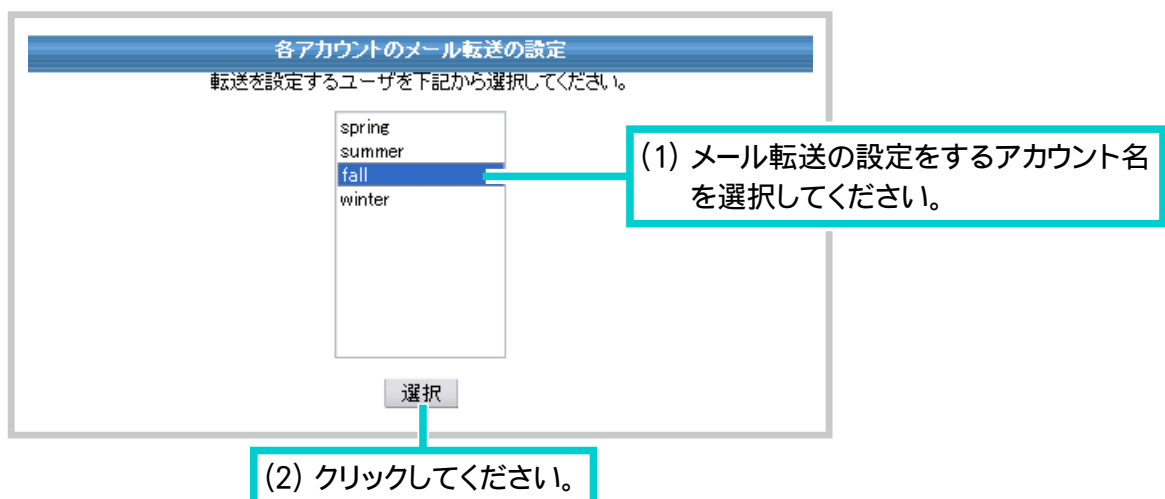 各アカウントのメール転送の設定
転送を設定するユーザを下記から選択してください。
spring
summer
fall
winter
(1) メール転送の設定をするアカウント名
を選択してください。
選択
(2) クリックしてください。